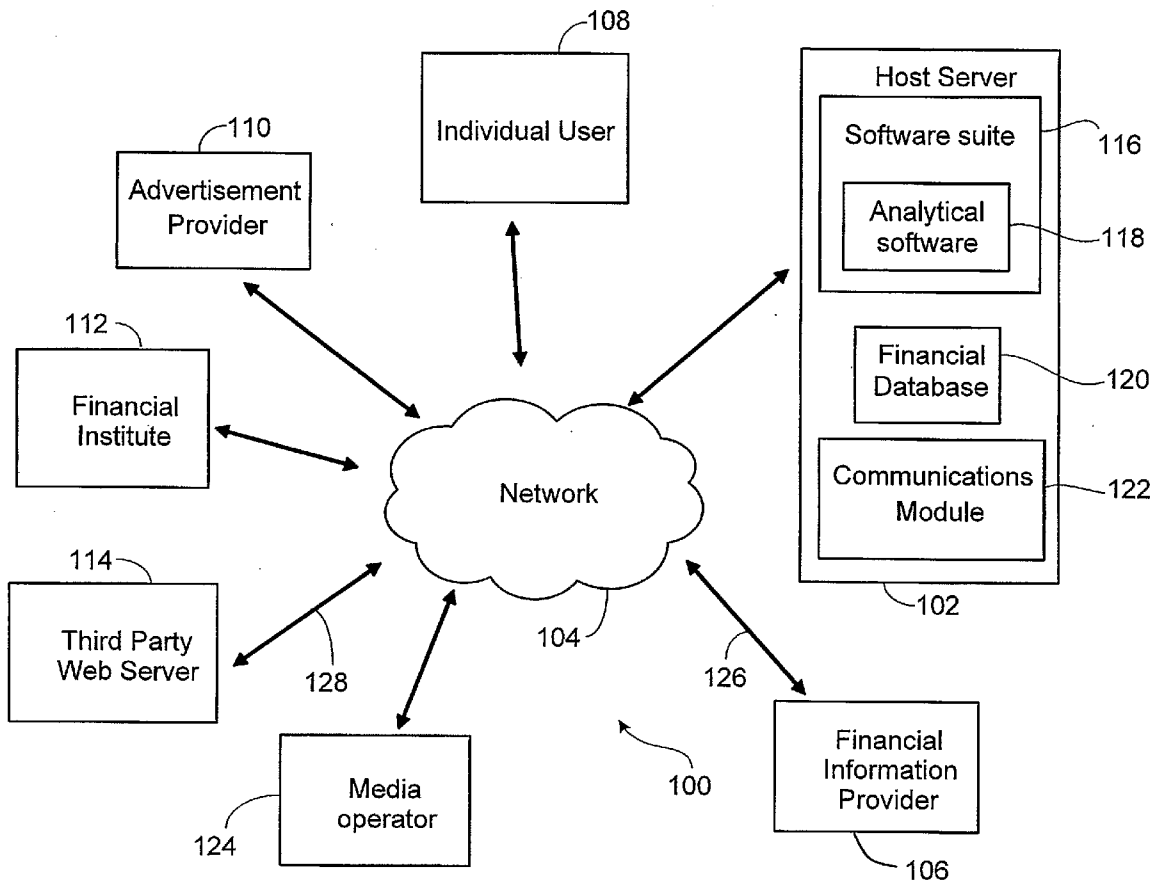 108
Individual User
110
Advertisement
Provider
Host Server
Software suite
116
Analytical
software
118
112
Financial
Institute
Financial
Database
120
Network
Communications
Module
122
114
Third Party
Web Server
128
104
102
126
Media
operator
124
100
Financial
Information
Provider
106